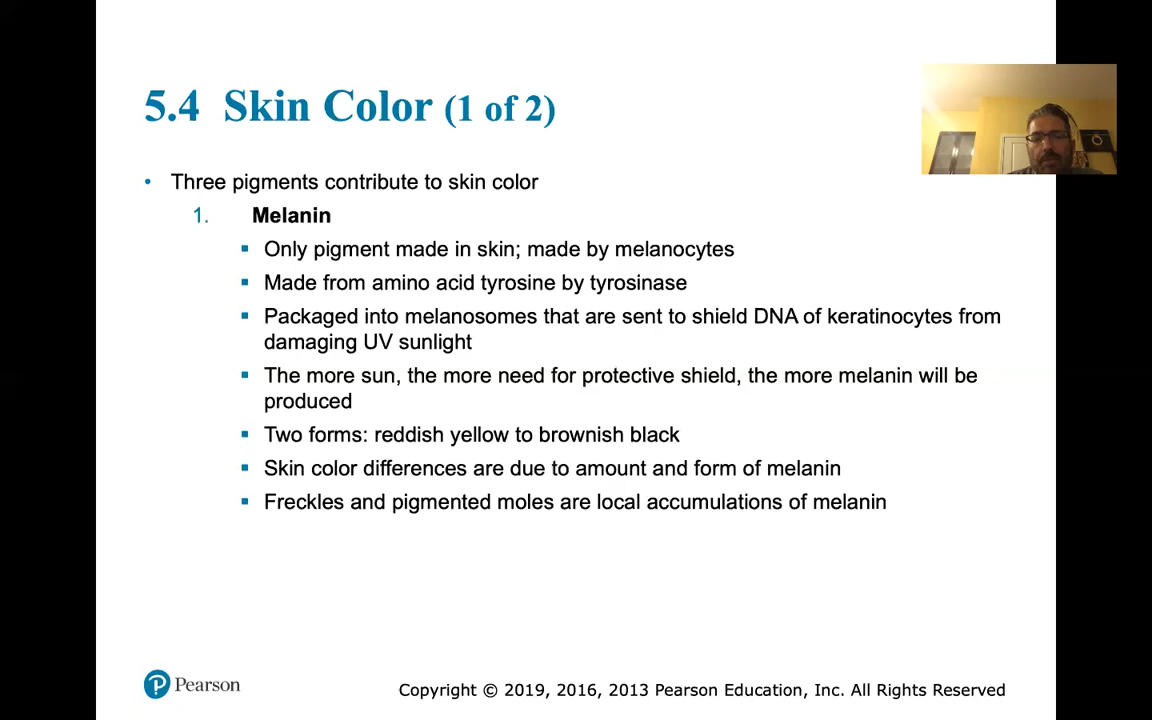 5.4 Skin Color (1 of 2)
• Three pigments contribute to skin color
1. Melanin
▪ Only pigment made in skin; made by melanocytes
▪ Made from amino acid tyrosine by tyrosinase
▪ Packaged into melanosomes that are sent to shield DNA of keratinocytes from
damaging UV sunlight
▪ The more sun, the more need for protective shield, the more melanin will be
produced
▪ Two forms: reddish yellow to brownish black
▪ Skin color differences are due to amount and form of melanin
▪ Freckles and pigmented moles are local accumulations of melanin
P Pearson
Copyright © 2019, 2016, 2013 Pearson Education, Inc. All Rights Reserved